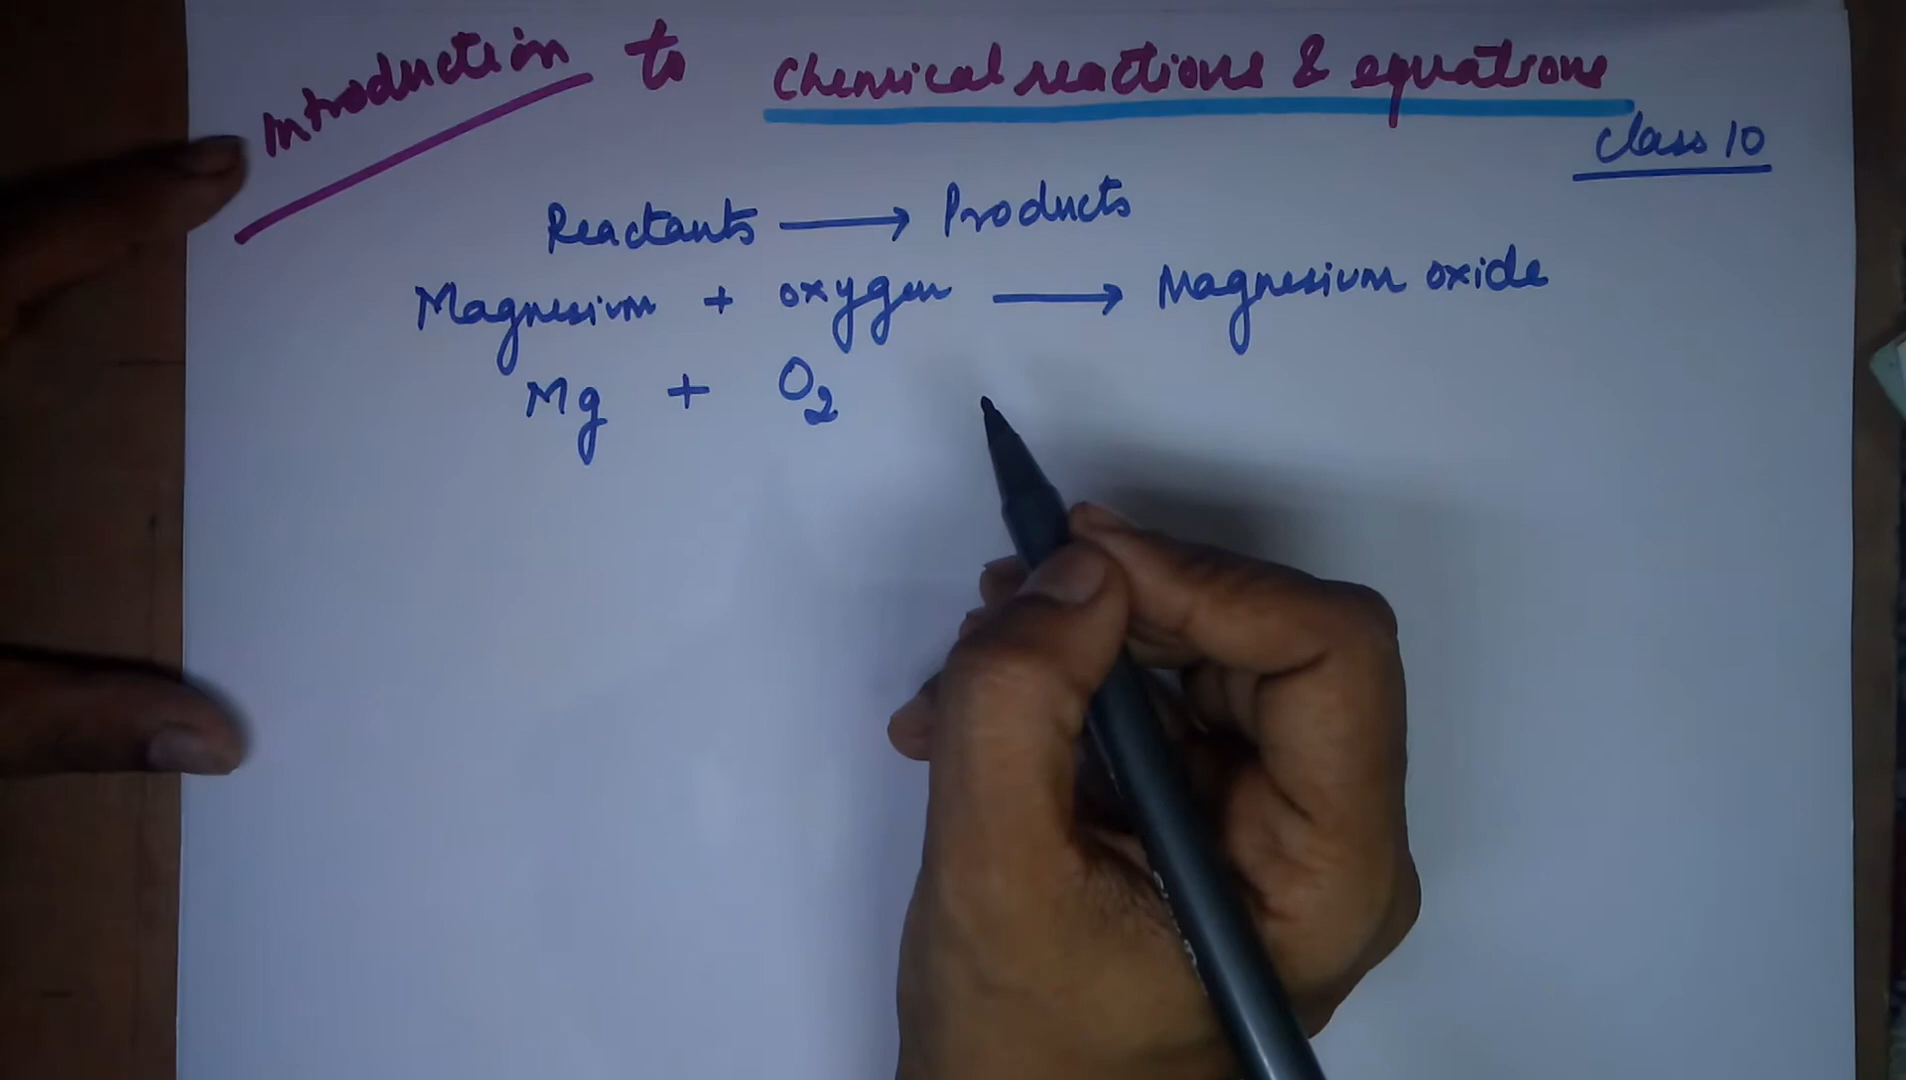 Introduction to Chemical reactions & equations
Class 10
Reactants ⟶ Products
Magnesium + oxygen ⟶ Magnesium oxide
Mg + O₂